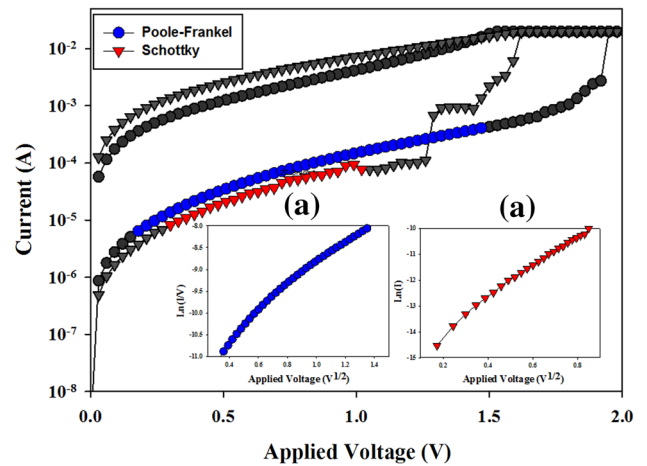 Poole-Frankel
Schottky
Current (A)
10-2
10-3
10-4
10-5
10-6
10-7
10-8
(a)
(a)
Ln(I/V)
-8.0
-8.5
-9.0
-9.5
-10.0
-10.5
-11.0
0.4 0.6 0.8 1.0 1.2 1.4
Applied Voltage (V1/2)
Ln(I)
-10
-11
-12
-13
-14
-15
0.2 0.4 0.6 0.8
Applied Voltage (V1/2)
0.0 0.5 1.0 1.5 2.0
Applied Voltage (V)